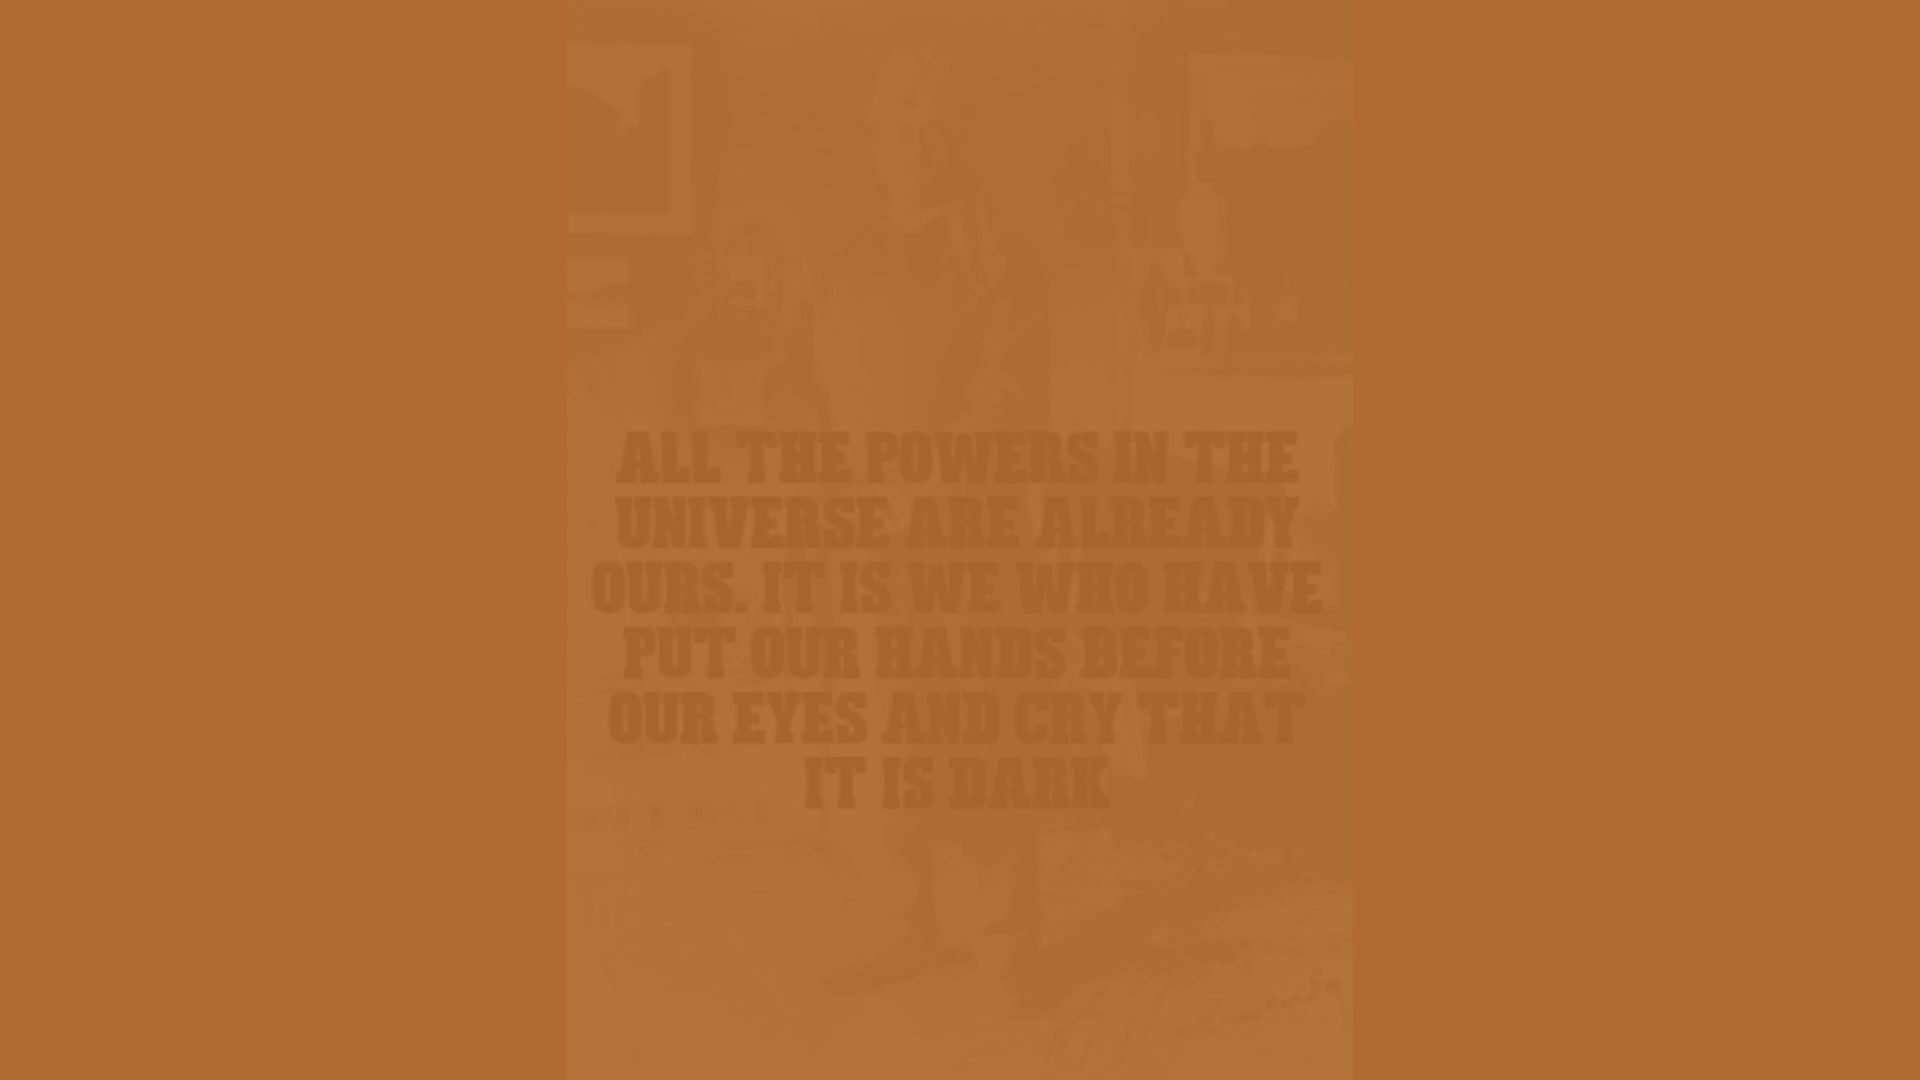 ALL THE POWERS IN THE
UNIVERSE ARE ALREADY
OURS. IT IS WE WHO HAVE
PUT OUR HANDS BEFORE
OUR EYES AND CRY THAT
IT IS DARK